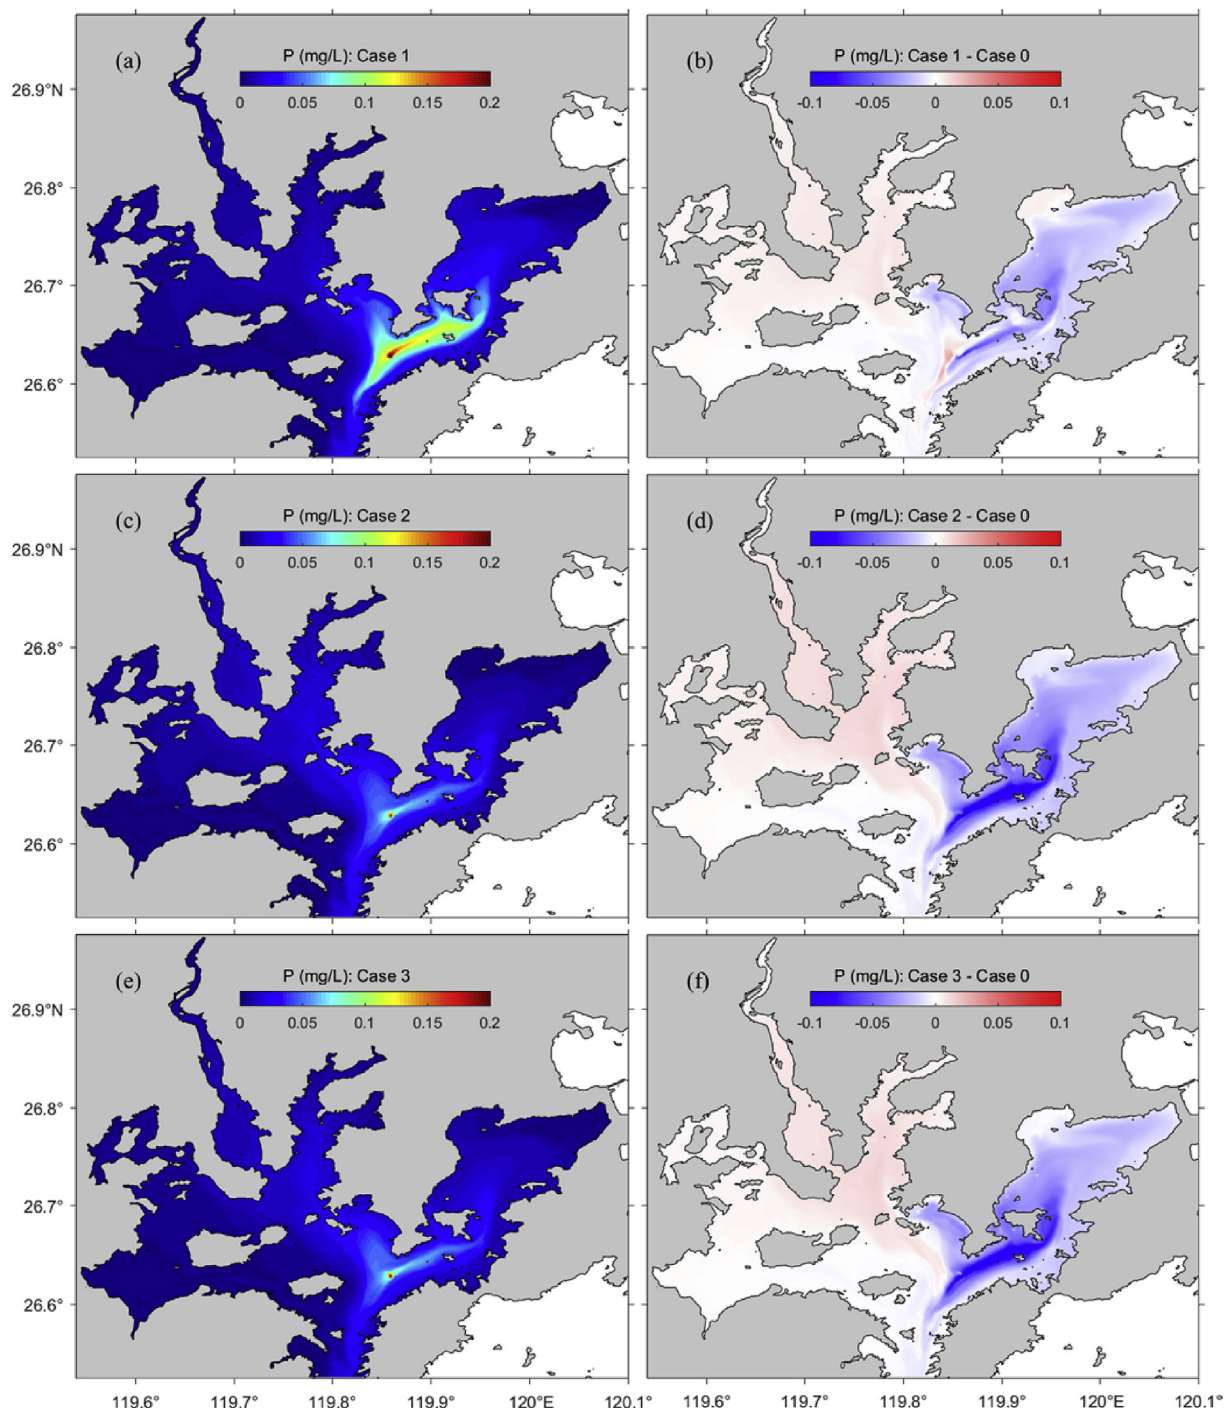 (a)
P (mg/L): Case 1
0 0.05 0.1 0.15 0.2
26.9°N
26.8°
26.7°
26.6°
(b)
P (mg/L): Case 1 - Case 0
-0.1 -0.05 0 0.05 0.1
(c)
P (mg/L): Case 2
0 0.05 0.1 0.15 0.2
26.9°N
26.8°
26.7°
26.6°
(d)
P (mg/L): Case 2 - Case 0
-0.1 -0.05 0 0.05 0.1
(e)
P (mg/L): Case 3
0 0.05 0.1 0.15 0.2
26.9°N
26.8°
26.7°
26.6°
119.6° 119.7° 119.8° 119.9° 120°E 120.1°
(f)
P (mg/L): Case 3 - Case 0
-0.1 -0.05 0 0.05 0.1
119.6° 119.7° 119.8° 119.9° 120°E 120.1°